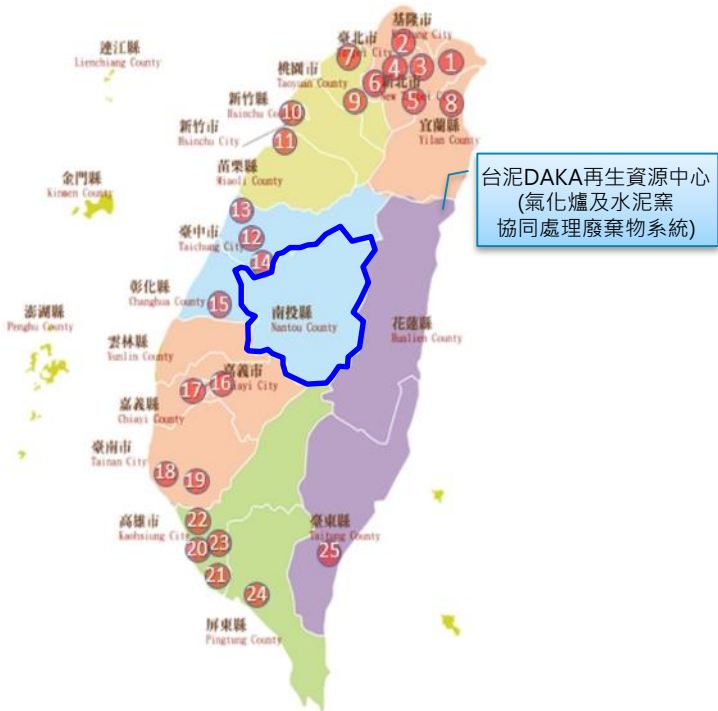 連江縣
Lienchiang County
基隆市
臺北市
2
7
1
4
3
桃園市
Taoyuan County
6
新北市
5
8
9
新竹縣
10
宜蘭縣
Yilan County
新竹市
Hsinchu City
11
苗栗縣
Miaoli County
台泥DAKA再生資源中心
(氣化爐及水泥窯
協同處理廢棄物系統)
金門縣
Kinmen County
13
臺中市
Taichung City
12
14
彰化縣
Changhua County
15
南投縣
Nantou County
花蓮縣
Hualien County
澎湖縣
Penghu County
雲林縣
Yunlin County
嘉義市
17
16
嘉義縣
Chiayi County
臺南市
Tainan City
18
19
高雄市
Kaohsiung City
22
20
23
臺東縣
Taitung County
25
21
24
屏東縣
Pingtung County